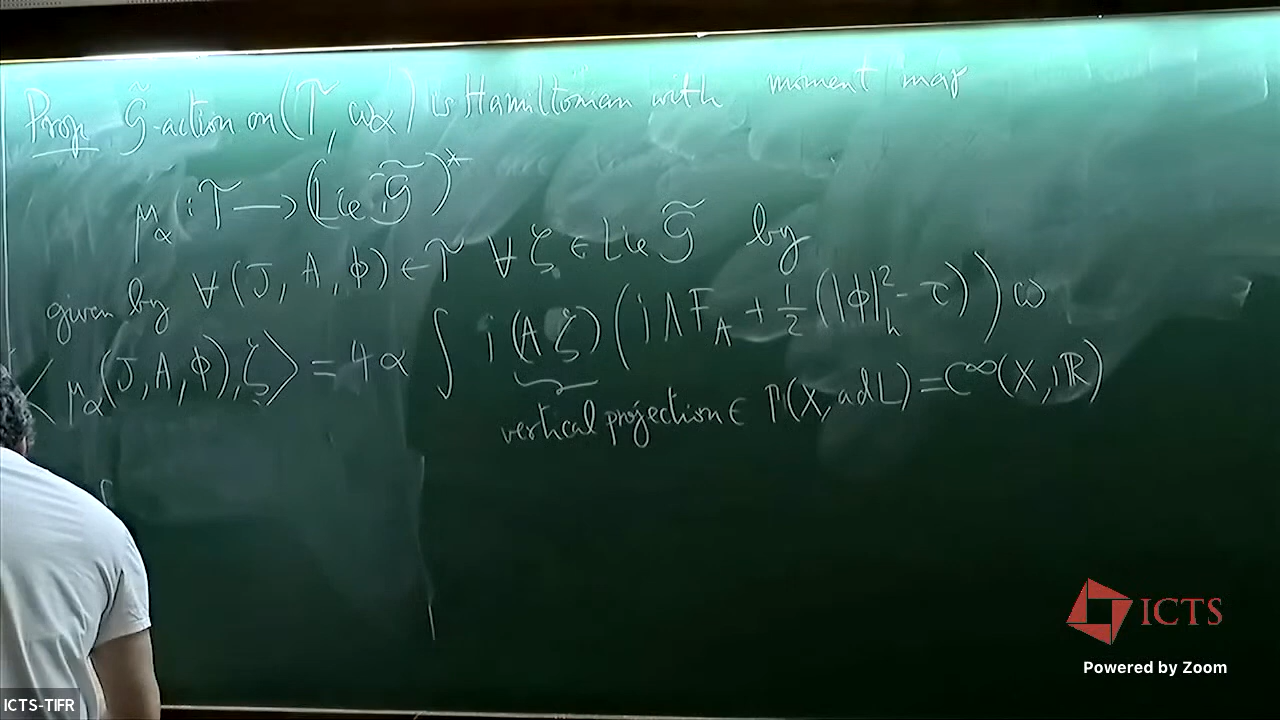 Prop. G̃-action on (T, ω_α) is Hamiltonian with moment map
μ_α : T → (Lie G̃)*
given by ∀ (J, A, φ) ∈ T ∀ ζ ∈ Lie G̃ by
⟨μ_α(J, A, φ), ζ⟩ = 4α ∫ i (Aζ) (iΛF_A + 1/2 (|φ|²_h - τ)) ω
vertical projection ∈ Γ(X, ad L) = C^∞(X, iℝ)
ICTS
Powered by Zoom
ICTS-TIFR